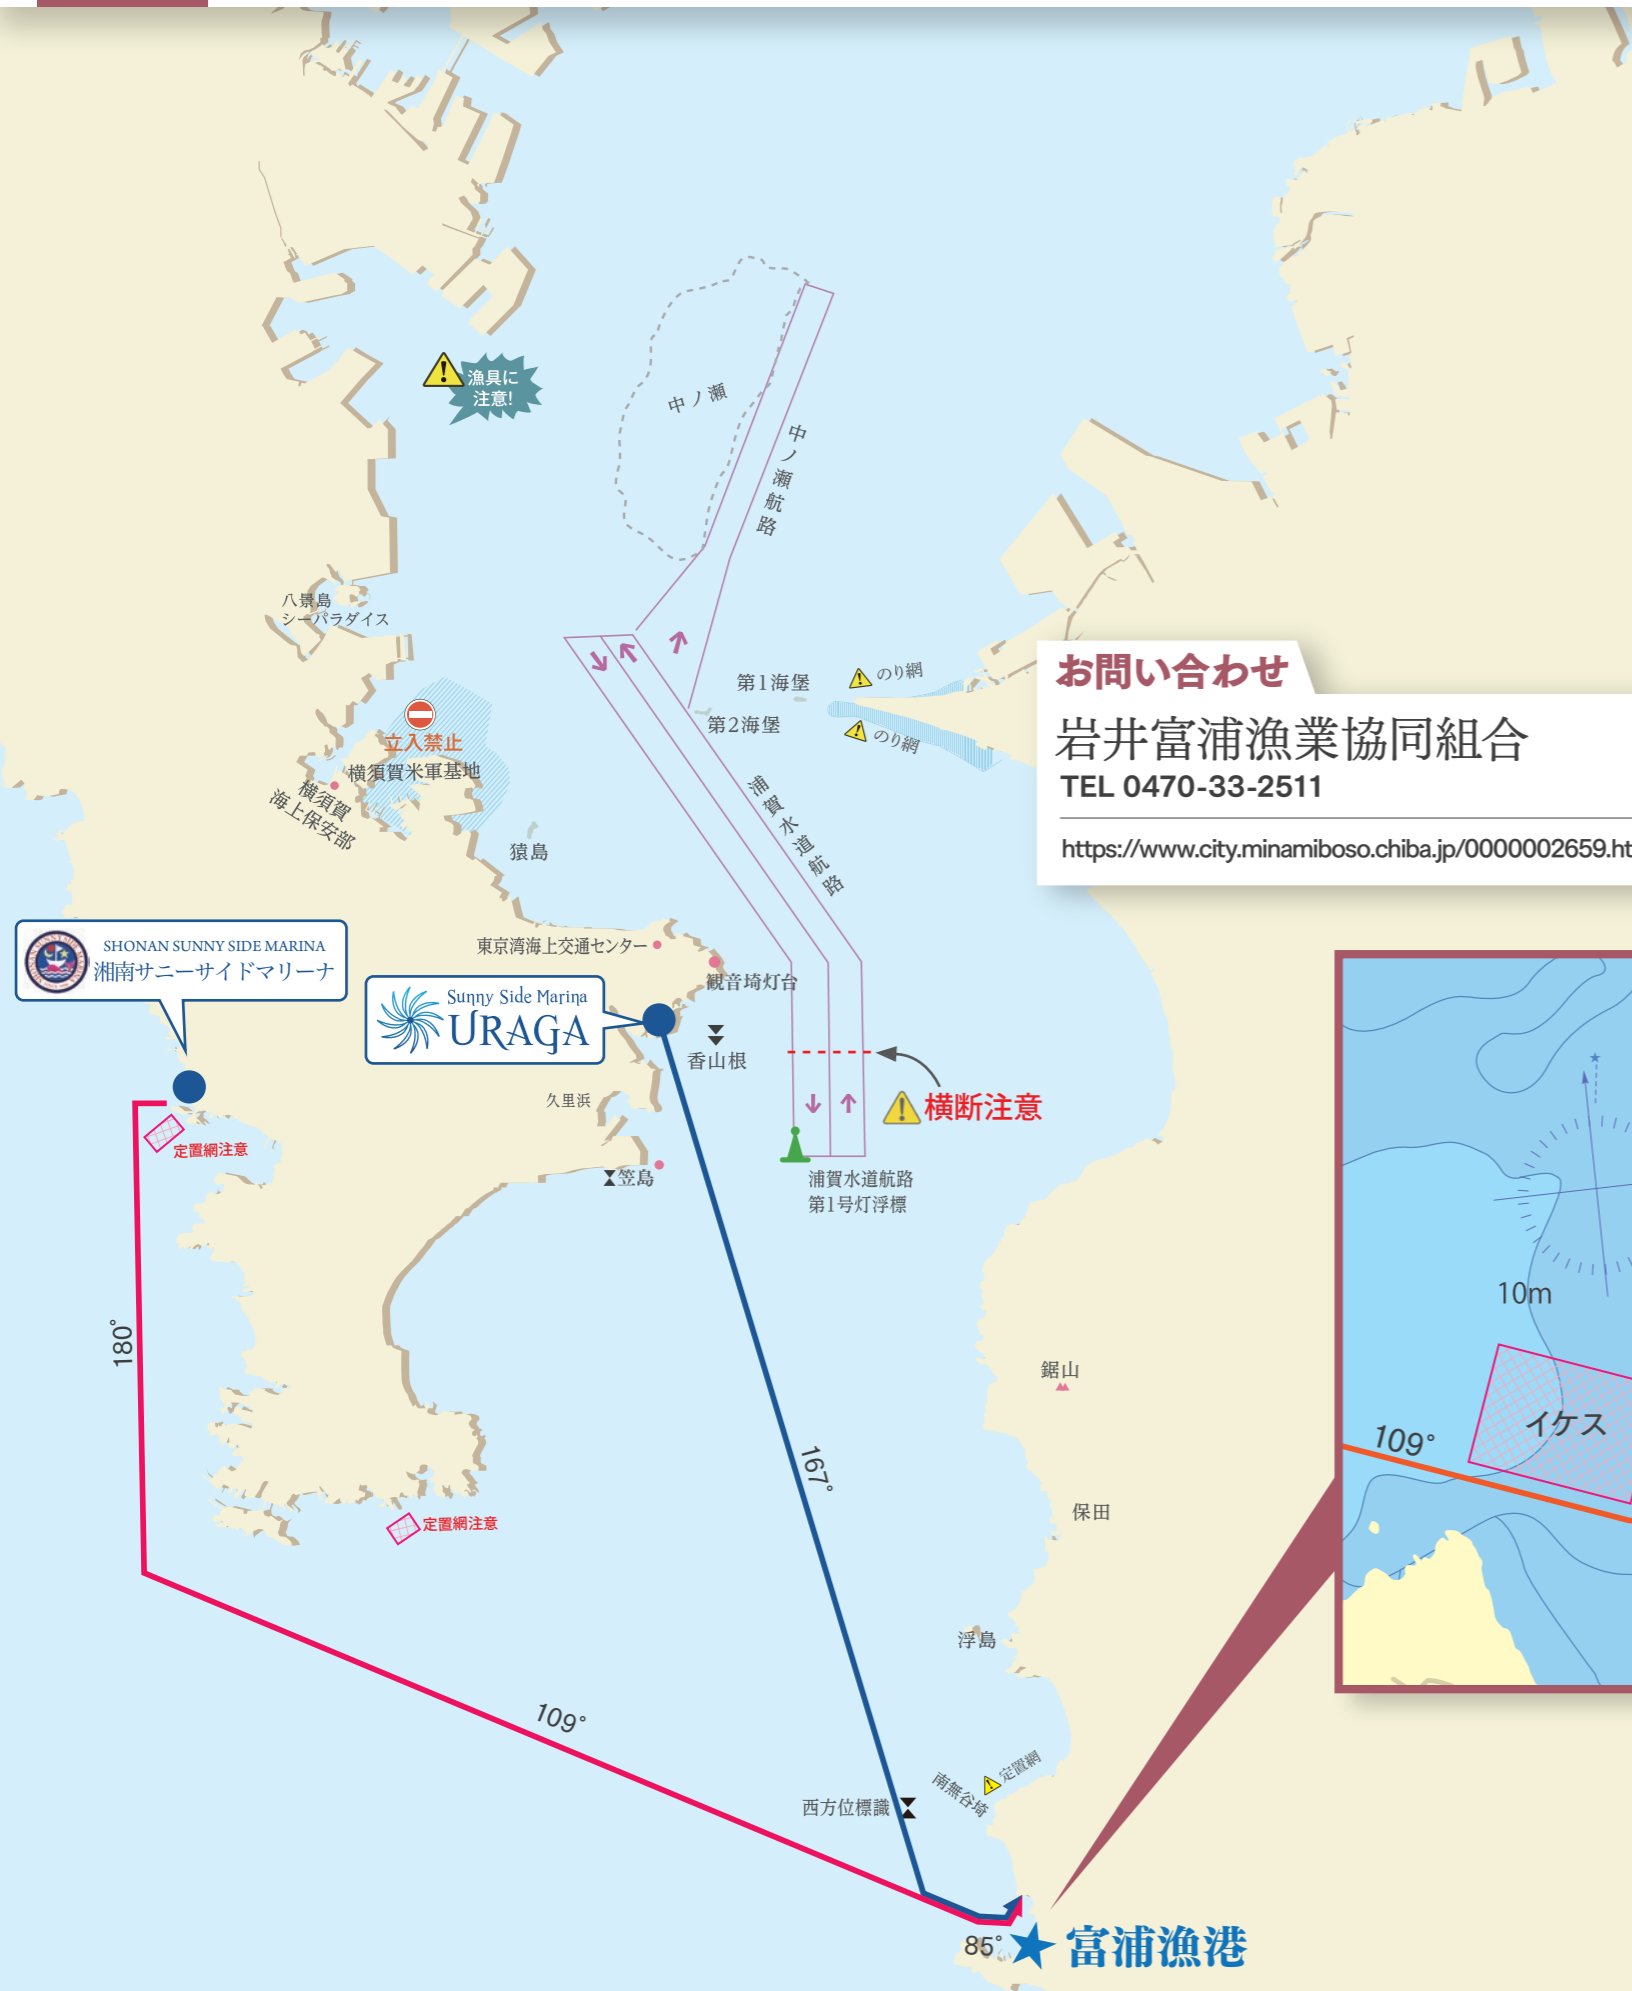 漁具に
注意!
中ノ瀬
中ノ瀬航路
八景島
シーパラダイス
第1海堡
第2海堡
のり網
のり網
立入禁止
横須賀米軍基地
横須賀
海上保安部
猿島
浦賀水道航路
お問い合わせ
岩井富浦漁業協同組合
TEL 0470-33-2511
https://www.city.minamiboso.chiba.jp/0000002659.ht
SHONAN SUNNY SIDE MARINA
湘南サニーサイドマリーナ
東京湾海上交通センター
観音埼灯台
Sunny Side Marina
URAGA
香山根
久里浜
横断注意
定置網注意
笠島
浦賀水道航路
第1号灯浮標
180°
鋸山
10m
イケス
109°
167°
保田
定置網注意
浮島
109°
定置網
南無谷埼
西方位標識
85°
富浦漁港